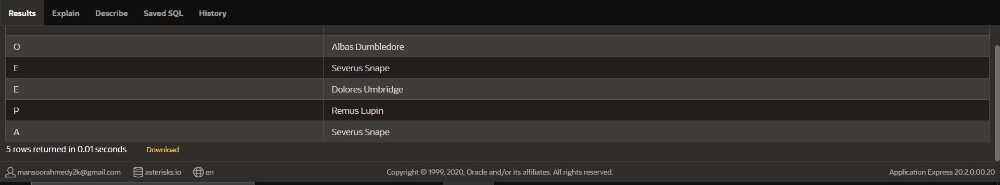 Results Explain Describe Saved SQL History
O Albas Dumbledore
E Severus Snape
E Dolores Umbridge
P Remus Lupin
A Severus Snape
5 rows returned in 0.01 seconds Download
mansoorahmedy2k@gmail.com asterisks.io en Copyright © 1999, 2020, Oracle and/or its affiliates. All rights reserved. Application Express 20.2.0.00.20